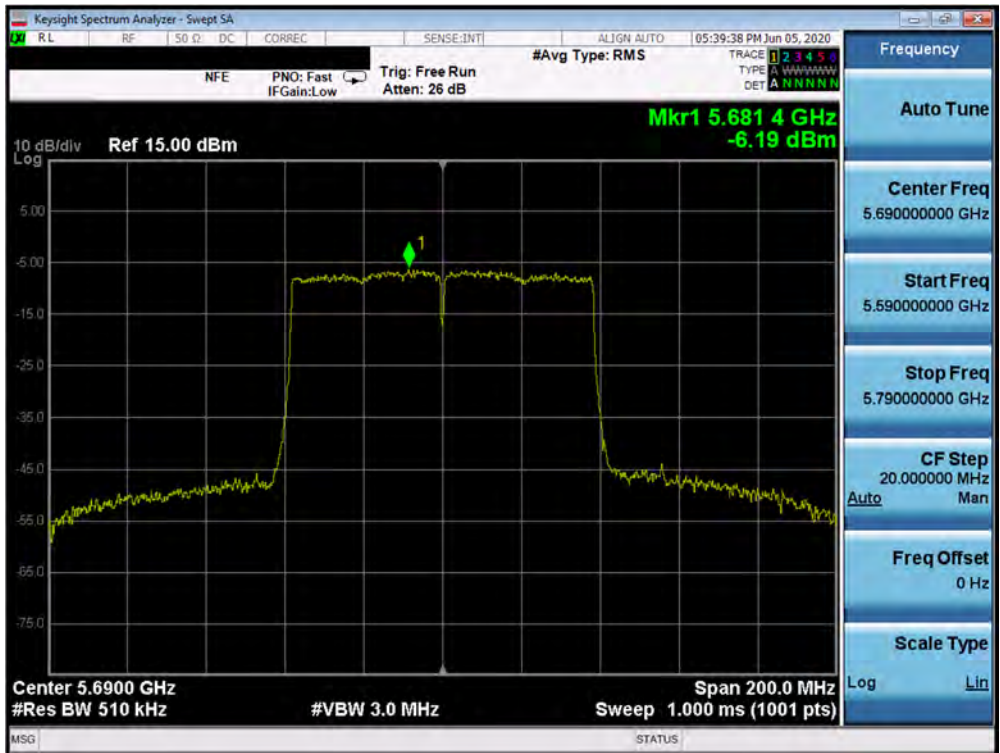 Keysight Spectrum Analyzer - Swept SA
LXI RL RF 50 Ω DC CORREC SENSE:INT ALIGN AUTO 05:39:38 PM Jun 05, 2020
NFE PNO: Fast IFGain:Low Trig: Free Run Atten: 26 dB #Avg Type: RMS
TRACE 1 2 3 4 5 6
TYPE A WWWWW
DET A N N N N N
Mkr1 5.681 4 GHz
-6.19 dBm
10 dB/div Ref 15.00 dBm
Log
5.00
-5.00
-15.0
-25.0
-35.0
-45.0
-55.0
-65.0
-75.0
1
Center 5.6900 GHz Span 200.0 MHz
#Res BW 510 kHz #VBW 3.0 MHz Sweep 1.000 ms (1001 pts)
MSG STATUS
Frequency
Auto Tune
Center Freq
5.690000000 GHz
Start Freq
5.590000000 GHz
Stop Freq
5.790000000 GHz
CF Step
20.000000 MHz
Auto Man
Freq Offset
0 Hz
Scale Type
Log Lin